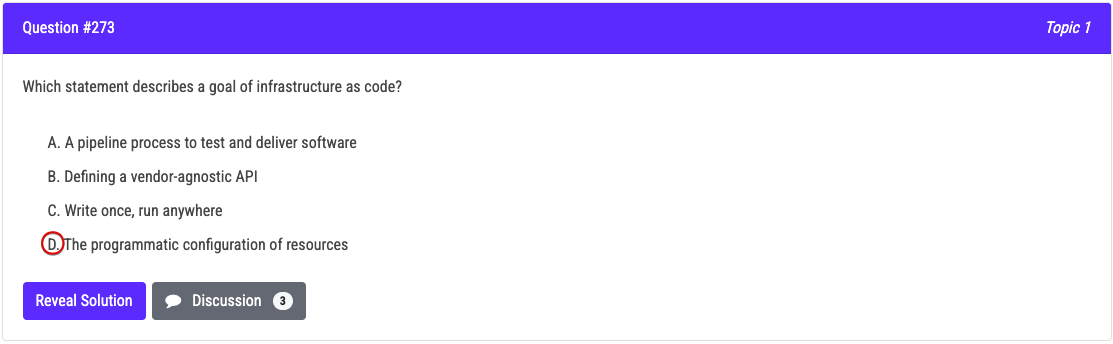 Question #273
Topic 1
Which statement describes a goal of infrastructure as code?
A. A pipeline process to test and deliver software
B. Defining a vendor-agnostic API
C. Write once, run anywhere
D. The programmatic configuration of resources
Reveal Solution
Discussion 3